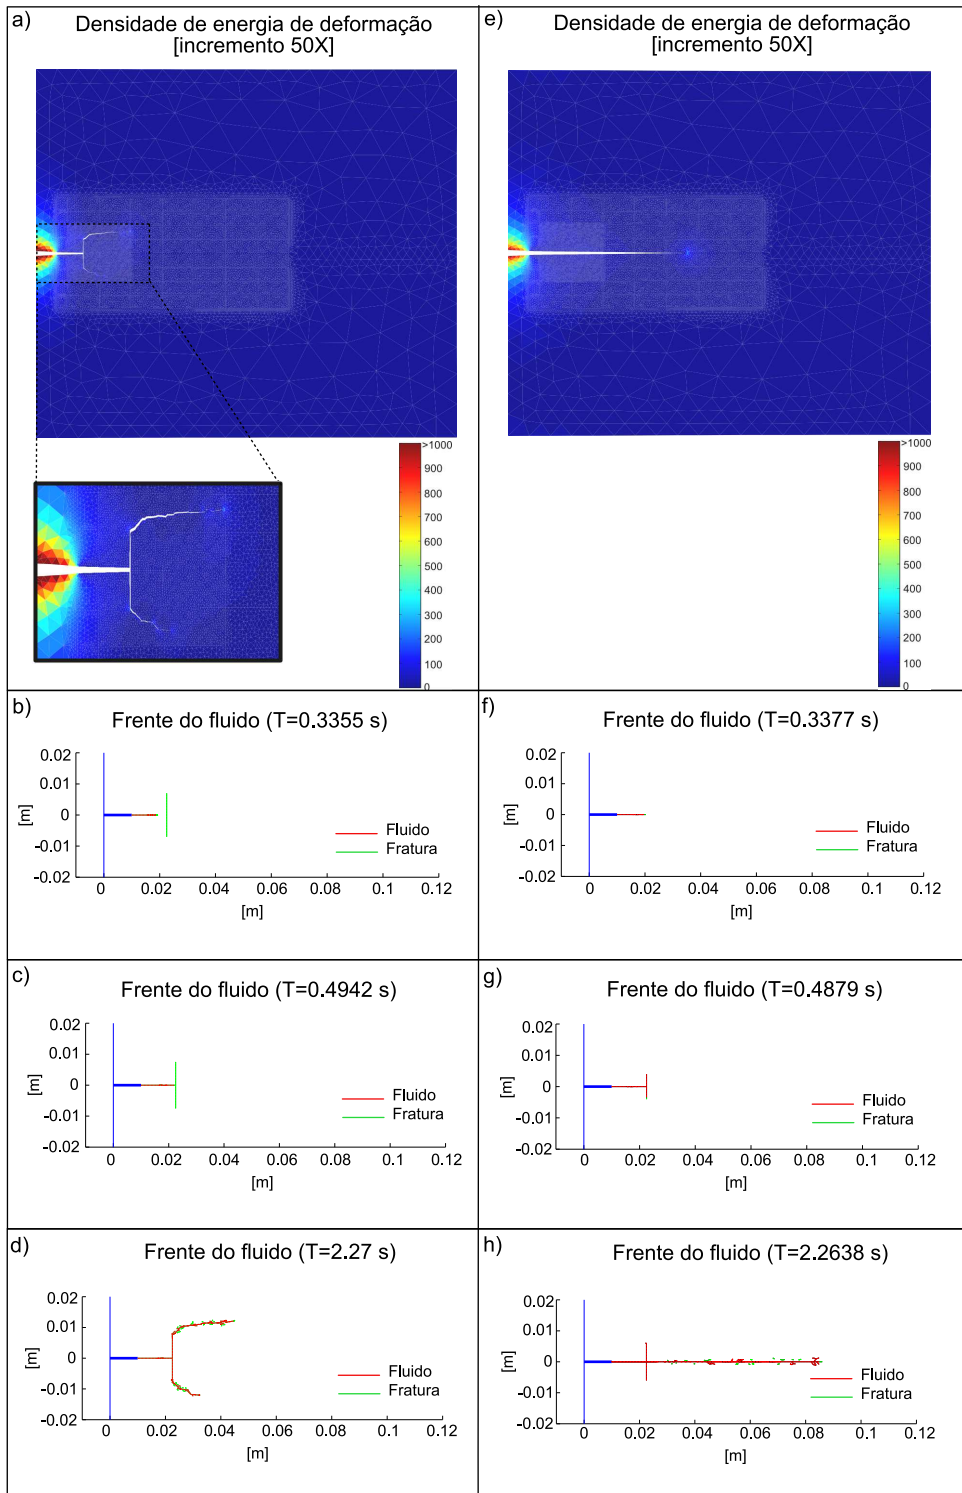 a)
Densidade de energia de deformação
[incremento 50X]
>1000
900
800
700
600
500
400
300
200
100
0
e)
Densidade de energia de deformação
[incremento 50X]
>1000
900
800
700
600
500
400
300
200
100
0
b)
Frente do fluido (T=0.3355 s)
0.02
0.01
0
-0.01
-0.02
[m]
Fluido
Fratura
0 0.02 0.04 0.06 0.08 0.1 0.12
[m]
f)
Frente do fluido (T=0.3377 s)
0.02
0.01
0
-0.01
-0.02
[m]
Fluido
Fratura
0 0.02 0.04 0.06 0.08 0.1 0.12
[m]
c)
Frente do fluido (T=0.4942 s)
0.02
0.01
0
-0.01
-0.02
[m]
Fluido
Fratura
0 0.02 0.04 0.06 0.08 0.1 0.12
[m]
g)
Frente do fluido (T=0.4879 s)
0.02
0.01
0
-0.01
-0.02
[m]
Fluido
Fratura
0 0.02 0.04 0.06 0.08 0.1 0.12
[m]
d)
Frente do fluido (T=2.27 s)
0.02
0.01
0
-0.01
-0.02
[m]
Fluido
Fratura
0 0.02 0.04 0.06 0.08 0.1 0.12
[m]
h)
Frente do fluido (T=2.2638 s)
0.02
0.01
0
-0.01
-0.02
[m]
Fluido
Fratura
0 0.02 0.04 0.06 0.08 0.1 0.12
[m]